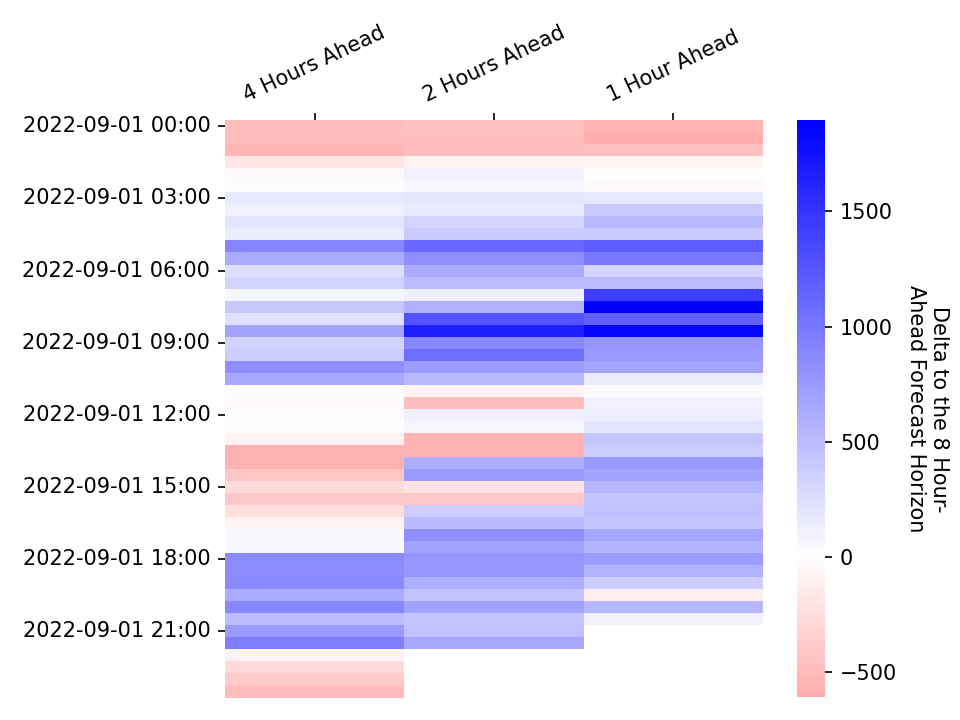 4 Hours Ahead
2 Hours Ahead
1 Hour Ahead
2022-09-01 00:00
2022-09-01 03:00
2022-09-01 06:00
2022-09-01 09:00
2022-09-01 12:00
2022-09-01 15:00
2022-09-01 18:00
2022-09-01 21:00
1500
1000
500
0
−500
Delta to the 8 Hour-
Ahead Forecast Horizon